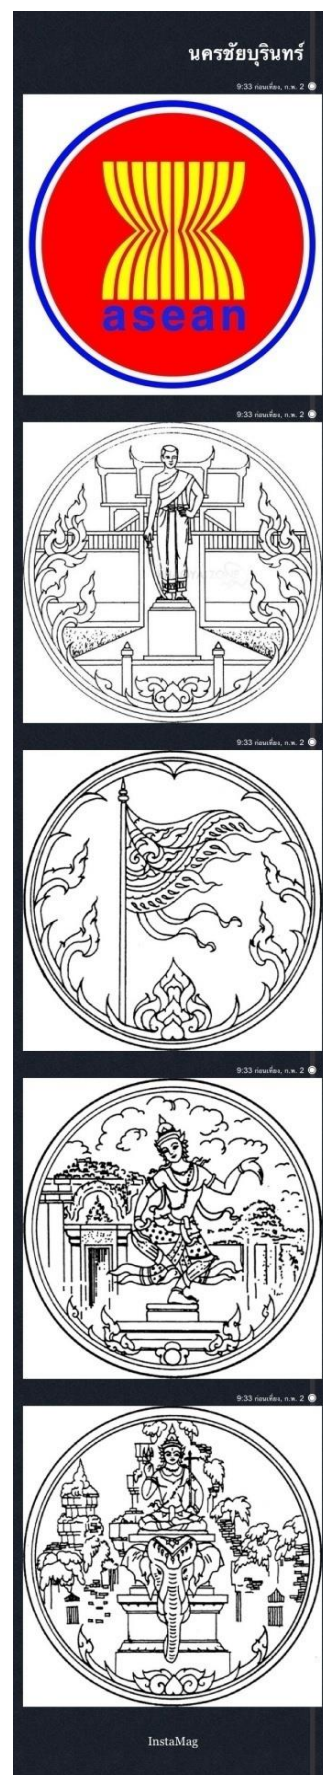 นครชัยบุรินทร์
9:33 ก่อนเที่ยง, ก.พ. 2
asean
9:33 ก่อนเที่ยง, ก.พ. 2
9:33 ก่อนเที่ยง, ก.พ. 2
9:33 ก่อนเที่ยง, ก.พ. 2
9:33 ก่อนเที่ยง, ก.พ. 2
InstaMag